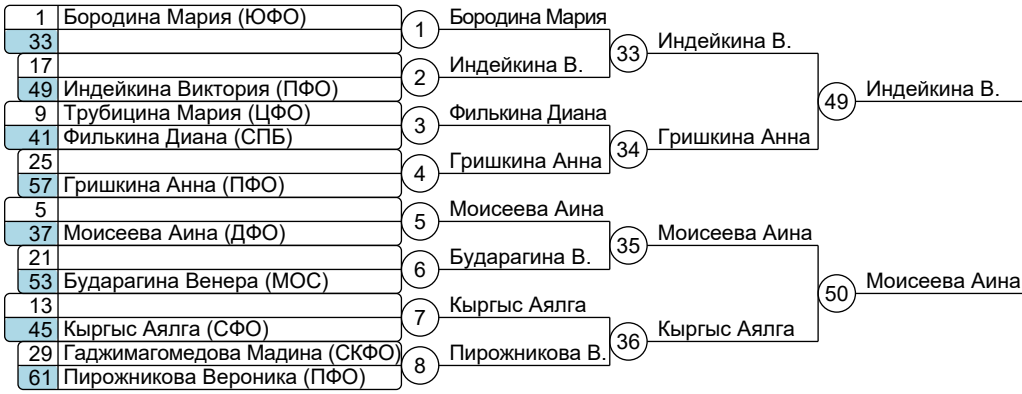 1 Бородина Мария (ЮФО)
33
17
49 Индейкина Виктория (ПФО)
9 Трубицина Мария (ЦФО)
41 Филькина Диана (СПБ)
25
57 Гришкина Анна (ПФО)
5
37 Моисеева Аина (ДФО)
21
53 Бударагина Венера (МОС)
13
45 Кыргыс Аялга (СФО)
29 Гаджимагомедова Мадина (СКФО)
61 Пирожникова Вероника (ПФО)
1 Бородина Мария
2 Индейкина В.
3 Филькина Диана
4 Гришкина Анна
5 Моисеева Аина
6 Бударагина В.
7 Кыргыс Аялга
8 Пирожникова В.
33 Индейкина В.
34 Гришкина Анна
35 Моисеева Аина
36 Кыргыс Аялга
49 Индейкина В.
50 Моисеева Аина